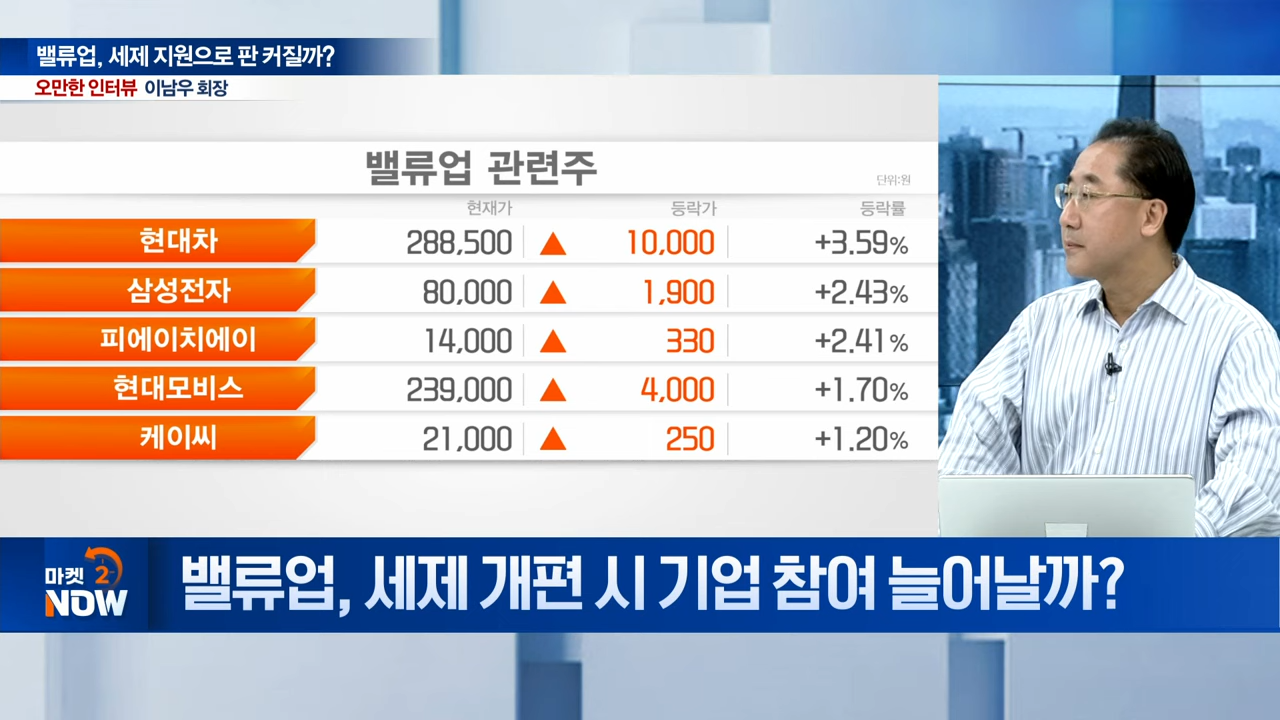 밸류업, 세제 지원으로 판 커질까?
오만한 인터뷰 이남우 회장
밸류업 관련주
단위:원
현재가 등락가 등락률
현대차 288,500 ▲ 10,000 +3.59%
삼성전자 80,000 ▲ 1,900 +2.43%
피에이치에이 14,000 ▲ 330 +2.41%
현대모비스 239,000 ▲ 4,000 +1.70%
케이씨 21,000 ▲ 250 +1.20%
마켓 2
NOW
밸류업, 세제 개편 시 기업 참여 늘어날까?